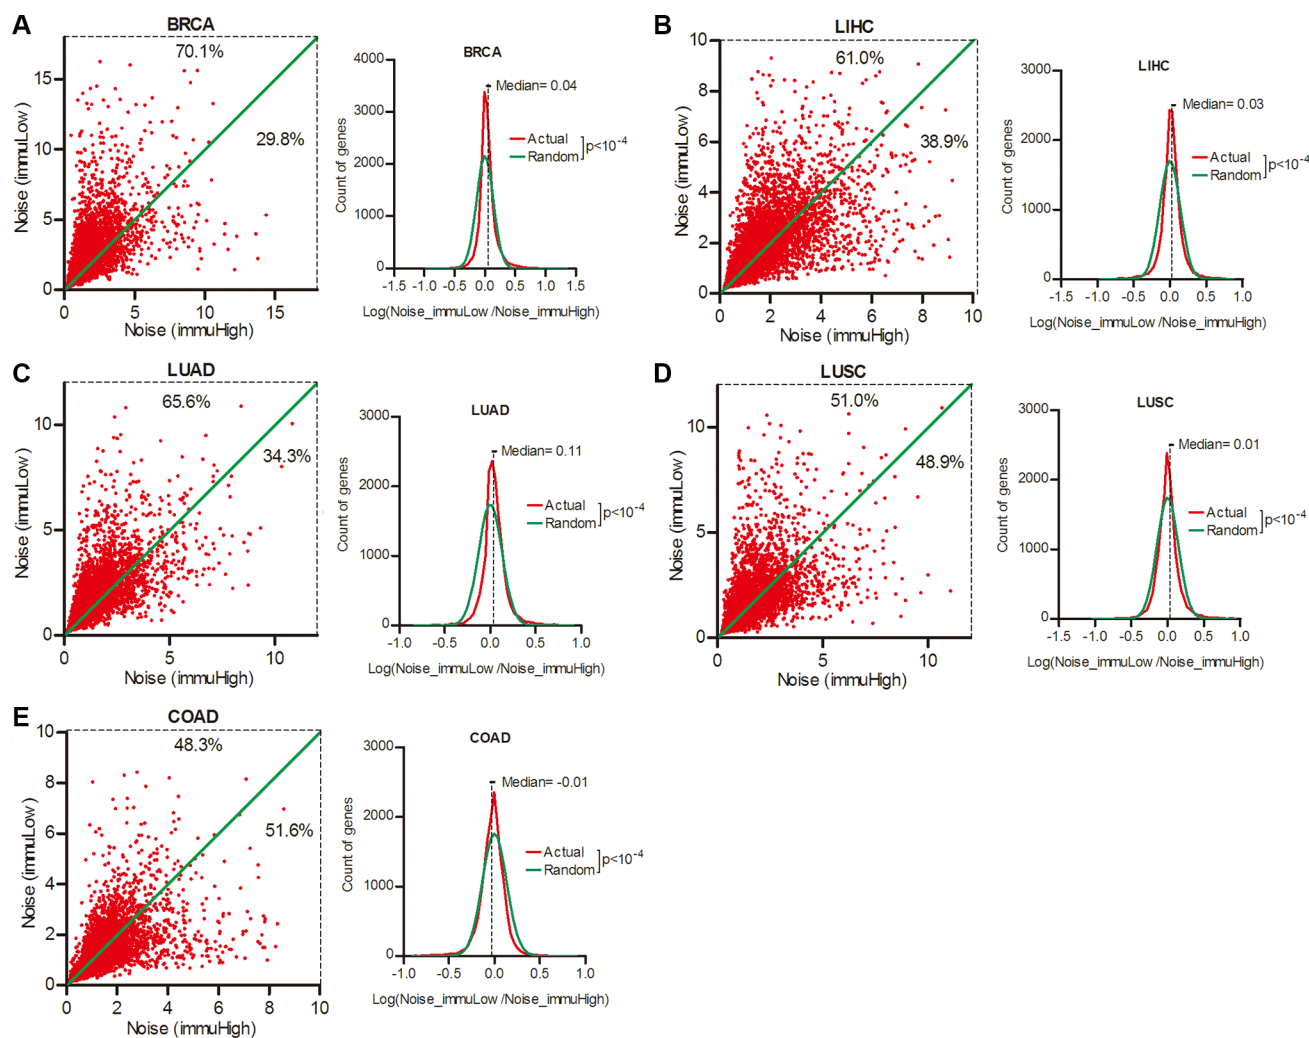 A
BRCA
70.1%
29.8%
15
10
5
0
0
5
10
15
Noise (immuLow)
Noise (immuHigh)
BRCA
4000
3000
2000
1000
0
Count of genes
Median= 0.04
Actual
Random
p<10-4
-1.5
-1.0
-0.5
0.0
0.5
1.0
1.5
Log(Noise_immuLow /Noise_immuHigh)
B
LIHC
61.0%
38.9%
10
8
6
4
2
0
0
2
4
6
8
10
Noise (immuLow)
Noise (immuHigh)
LIHC
3000
2000
1000
0
Count of genes
Median= 0.03
Actual
Random
p<10-4
-1.5
-1.0
-0.5
0.0
0.5
1.0
Log(Noise_immuLow /Noise_immuHigh)
C
LUAD
65.6%
34.3%
10
5
0
0
5
10
Noise (immuLow)
Noise (immuHigh)
LUAD
3000
2000
1000
0
Count of genes
Median= 0.11
Actual
Random
p<10-4
-1.0
-0.5
0.0
0.5
1.0
Log(Noise_immuLow /Noise_immuHigh)
D
LUSC
51.0%
48.9%
10
5
0
0
5
10
Noise (immuLow)
Noise (immuHigh)
LUSC
3000
2000
1000
0
Count of genes
Median= 0.01
Actual
Random
p<10-4
-1.5
-1.0
-0.5
0.0
0.5
1.0
Log(Noise_immuLow /Noise_immuHigh)
E
COAD
48.3%
51.6%
10
8
6
4
2
0
0
2
4
6
8
10
Noise (immuLow)
Noise (immuHigh)
COAD
3000
2000
1000
0
Count of genes
Median= -0.01
Actual
Random
p<10-4
-1.0
-0.5
0.0
0.5
1.0
Log(Noise_immuLow /Noise_immuHigh)